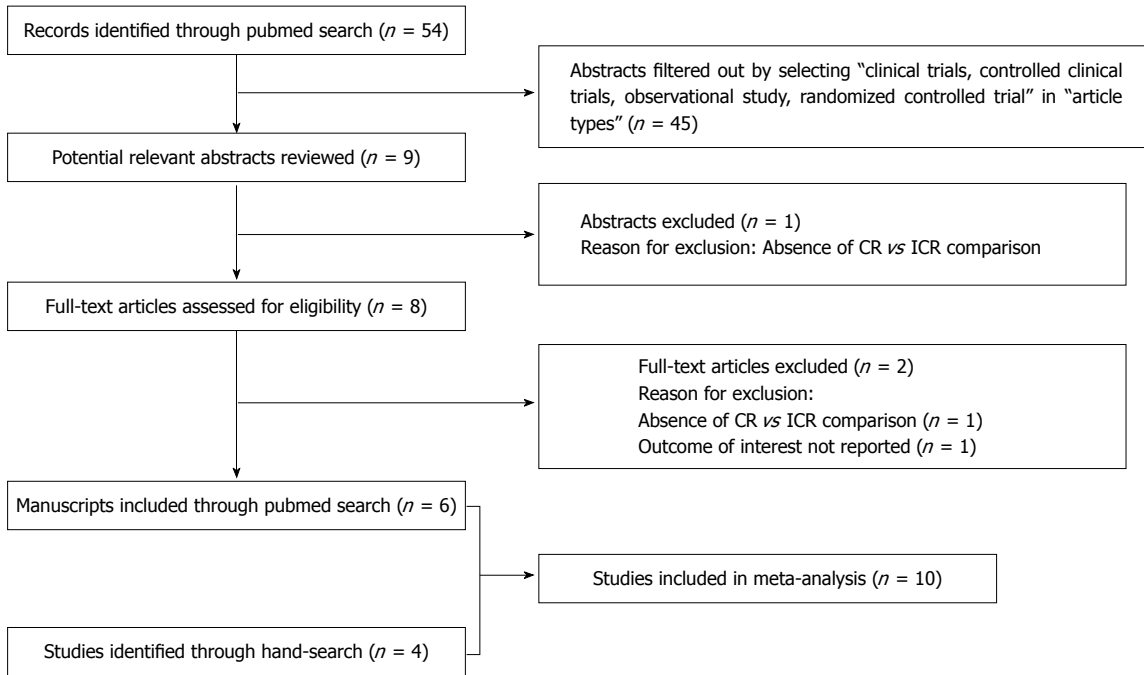 Records identified through pubmed search (n = 54)
Abstracts filtered out by selecting “clinical trials, controlled clinical
trials, observational study, randomized controlled trial” in “article
types” (n = 45)
Potential relevant abstracts reviewed (n = 9)
Abstracts excluded (n = 1)
Reason for exclusion: Absence of CR vs ICR comparison
Full-text articles assessed for eligibility (n = 8)
Full-text articles excluded (n = 2)
Reason for exclusion:
Absence of CR vs ICR comparison (n = 1)
Outcome of interest not reported (n = 1)
Manuscripts included through pubmed search (n = 6)
Studies included in meta-analysis (n = 10)
Studies identified through hand-search (n = 4)